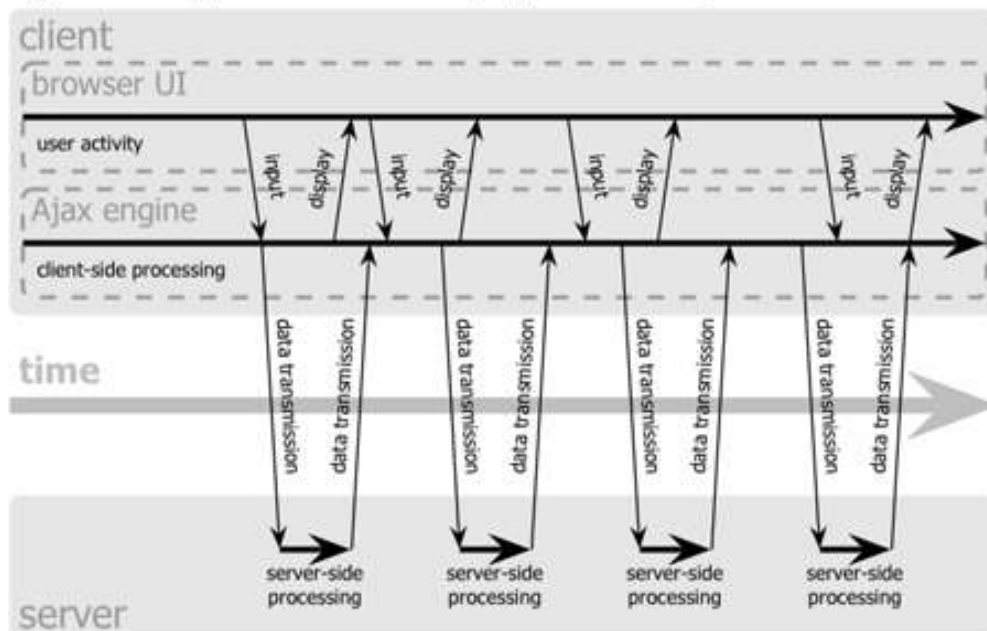 client
browser UI
user activity
input
display
input
display
input
display
input
display
Ajax engine
client-side processing
data transmission
data transmission
data transmission
data transmission
data transmission
data transmission
data transmission
data transmission
time
server-side
processing
server-side
processing
server-side
processing
server-side
processing
server